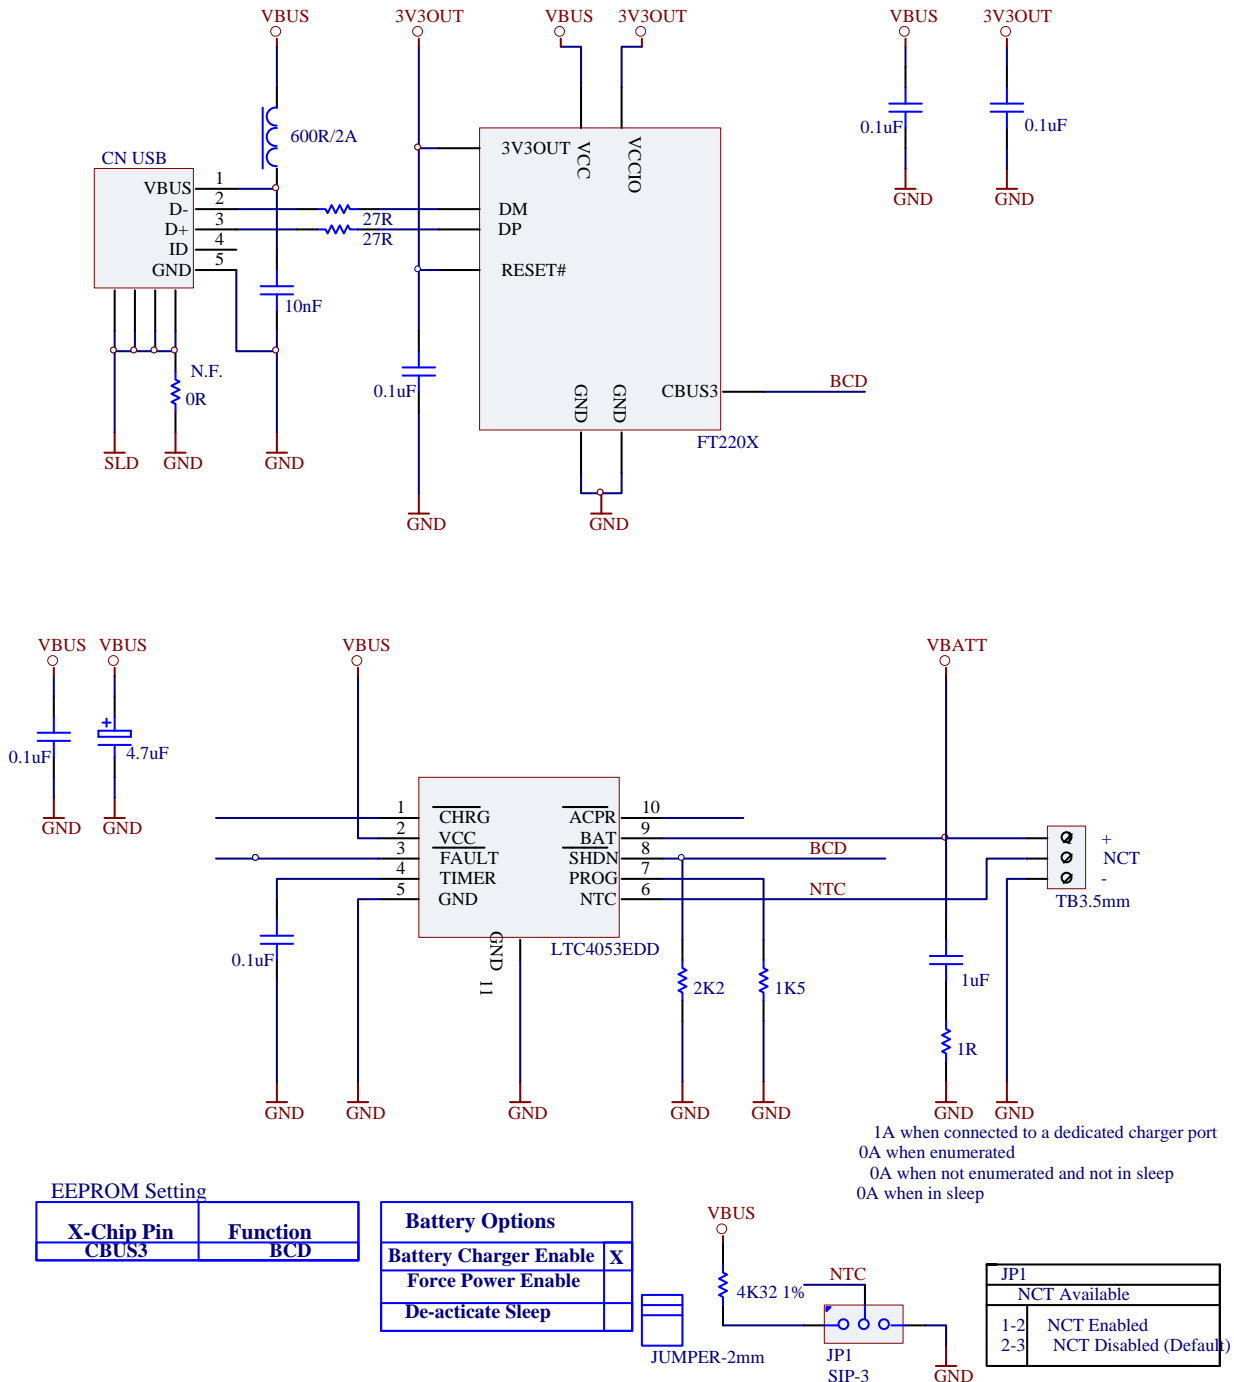 VBUS
3V3OUT
VBUS
3V3OUT
VBUS
3V3OUT
600R/2A
0.1uF
0.1uF
GND
GND
CN USB
VBUS
D-
D+
ID
GND
1
2
3
4
5
27R
27R
10nF
N.F.
0R
SLD
GND
GND
0.1uF
GND
3V3OUT
VCC
VCCIO
DM
DP
RESET#
GND
GND
CBUS3
BCD
FT220X
GND
VBUS
VBUS
0.1uF
4.7uF
GND
GND
VBUS
VBATT
1
2
3
4
5
CHRG
VCC
FAULT
TIMER
GND
ACPR
BAT
SHDN
PROG
NTC
10
9
8
7
6
GND
11
LTC4053EDD
BCD
NTC
+
NCT
-
TB3.5mm
0.1uF
2K2
1K5
1uF
1R
GND
GND
GND
GND
GND
GND
GND
1A when connected to a dedicated charger port
0A when enumerated
0A when not enumerated and not in sleep
0A when in sleep
EEPROM Setting
X-Chip Pin Function
CBUS3 BCD
Battery Options
Battery Charger Enable X
Force Power Enable
De-acticate Sleep
JUMPER-2mm
VBUS
4K32 1%
NTC
JP1
SIP-3
GND
JP1
NCT Available
1-2 NCT Enabled
2-3 NCT Disabled (Default)